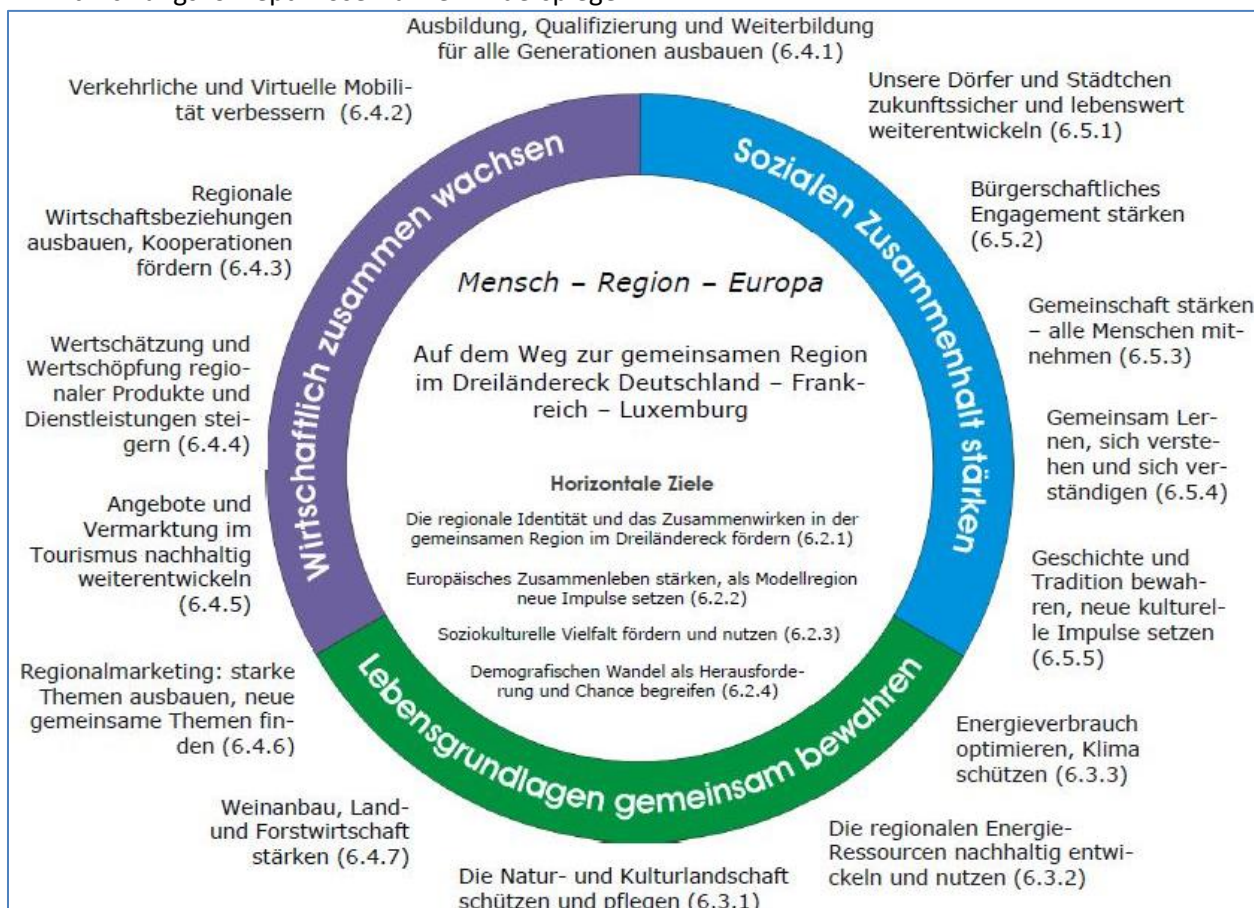 Ausbildung, Qualifizierung und Weiterbildung
für alle Generationen ausbauen (6.4.1)
Verkehrliche und Virtuelle Mobili-
tät verbessern (6.4.2)
Regionale
Wirtschaftsbeziehungen
ausbauen, Kooperationen
fördern (6.4.3)
Wertschätzung und
Wertschöpfung regio-
naler Produkte und
Dienstleistungen stei-
gern (6.4.4)
Angebote und
Vermarktung im
Tourismus nachhaltig
weiterentwickeln
(6.4.5)
Regionalmarketing: starke
Themen ausbauen, neue
gemeinsame Themen fin-
den (6.4.6)
Weinanbau, Land-
und Forstwirtschaft
stärken (6.4.7)
Wirtschaftlich zusammen wachsen
Sozialen Zusammenhalt stärken
Lebensgrundlagen gemeinsam bewahren
Mensch – Region – Europa
Auf dem Weg zur gemeinsamen Region
im Dreiländereck Deutschland – Frank-
reich – Luxemburg
Horizontale Ziele
Die regionale Identität und das Zusammenwirken in der
gemeinsamen Region im Dreiländereck fördern (6.2.1)
Europäisches Zusammenleben stärken, als Modellregion
neue Impulse setzen (6.2.2)
Soziokulturelle Vielfalt fördern und nutzen (6.2.3)
Demografischen Wandel als Herausforde-
rung und Chance begreifen (6.2.4)
Unsere Dörfer und Städtchen
zukunftssicher und lebenswert
weiterentwickeln (6.5.1)
Bürgerschaftliches
Engagement stärken
(6.5.2)
Gemeinschaft stärken
– alle Menschen mit-
nehmen (6.5.3)
Gemeinsam Ler-
nen, sich verste-
hen und sich ver-
ständigen (6.5.4)
Geschichte und
Tradition bewah-
ren, neue kulturel-
le Impulse setzen
(6.5.5)
Energieverbrauch
optimieren, Klima
schützen (6.3.3)
Die regionalen Energie-
Ressourcen nachhaltig entwi-
ckeln und nutzen (6.3.2)
Die Natur- und Kulturlandschaft
schützen und pflegen (6.3.1)